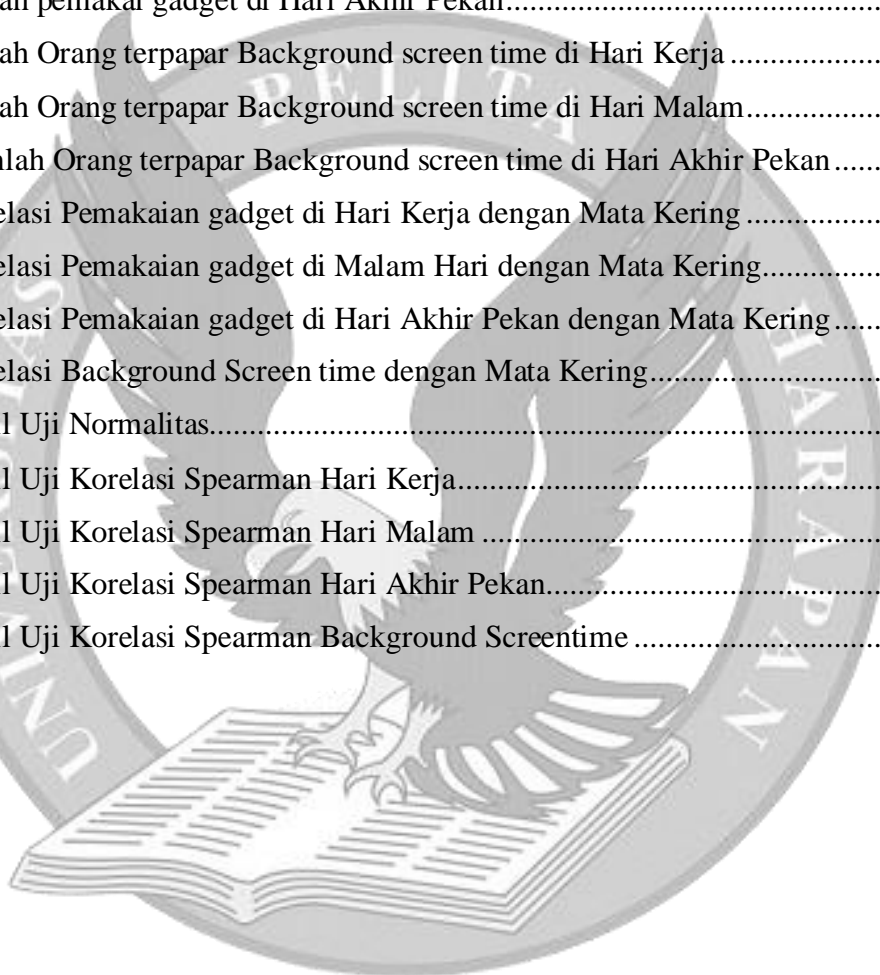 ah pemakai gadget di Hari Akhir Pekan..........................................
ah Orang terpapar Background screen time di Hari Kerja ..................
ah Orang terpapar Background screen time di Hari Malam................
lah Orang terpapar Background screen time di Hari Akhir Pekan......
elasi Pemakaian gadget di Hari Kerja dengan Mata Kering................
elasi Pemakaian gadget di Malam Hari dengan Mata Kering..............
elasi Pemakaian gadget di Hari Akhir Pekan dengan Mata Kering......
elasi Background Screen time dengan Mata Kering...........................
l Uji Normalitas...............................................................................
l Uji Korelasi Spearman Hari Kerja..................................................
l Uji Korelasi Spearman Hari Malam ...............................................
l Uji Korelasi Spearman Hari Akhir Pekan.......................................
l Uji Korelasi Spearman Background Screentime ............................
PELITA
HARAPAN